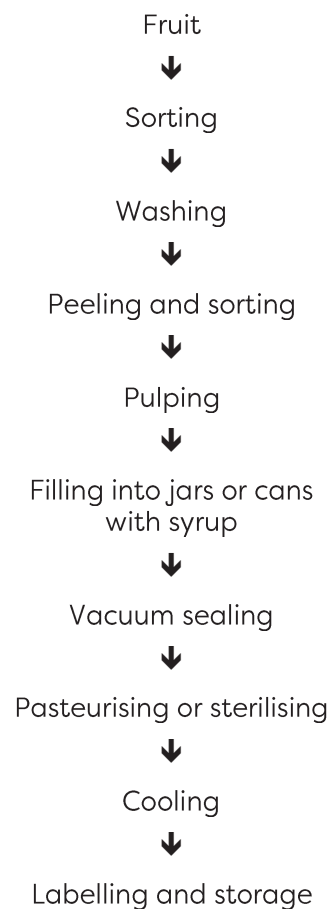 Fruit
Sorting
Washing
Peeling and sorting
Pulping
Filling into jars or cans
with syrup
Vacuum sealing
Pasteurising or sterilising
Cooling
Labelling and storage